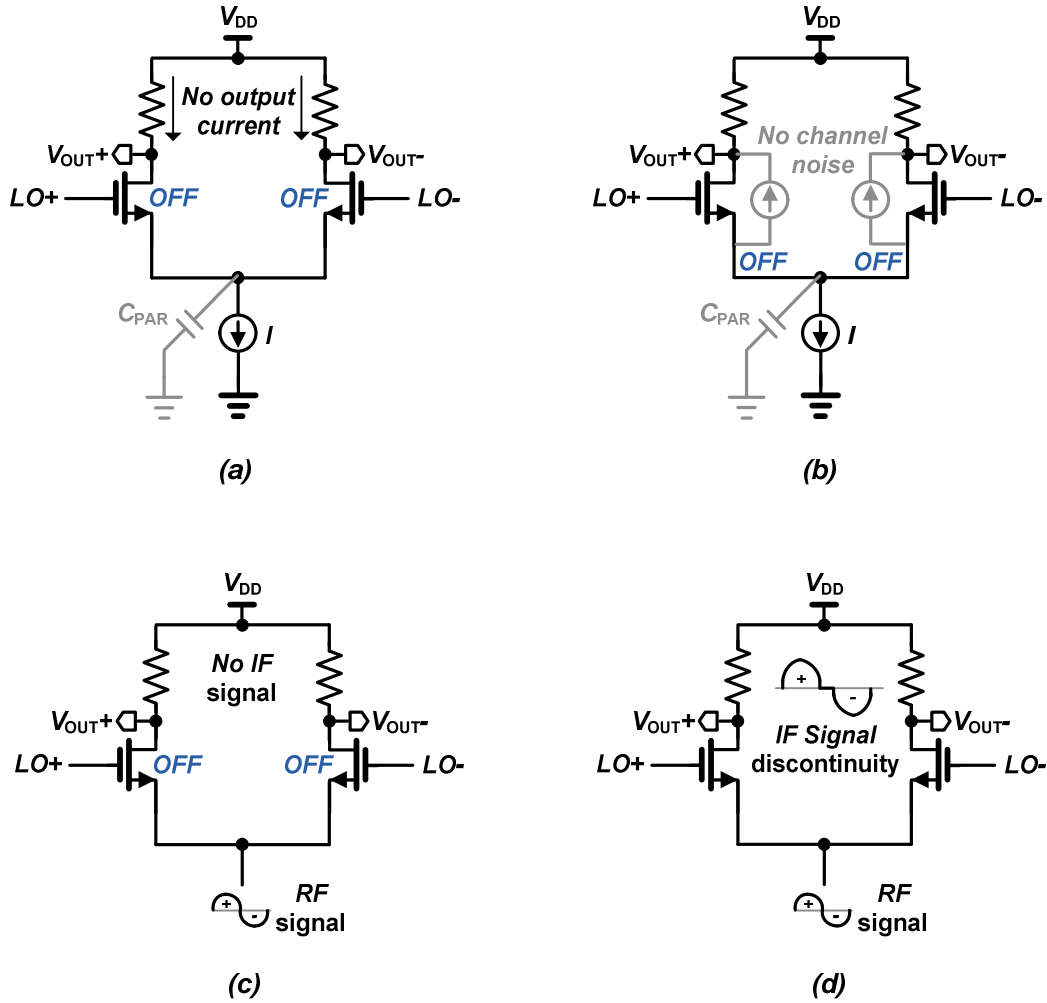 VDD
No output
current
VOUT+
VOUT-
LO+
OFF
OFF
LO-
CPAR
I
(a)
VDD
No channel
noise
VOUT+
VOUT-
LO+
LO-
OFF
OFF
CPAR
I
(b)
VDD
No IF
signal
VOUT+
VOUT-
LO+
OFF
OFF
LO-
+
-
RF
signal
(c)
VDD
+
-
VOUT+
VOUT-
IF Signal
discontinuity
LO+
LO-
+
-
RF
signal
(d)